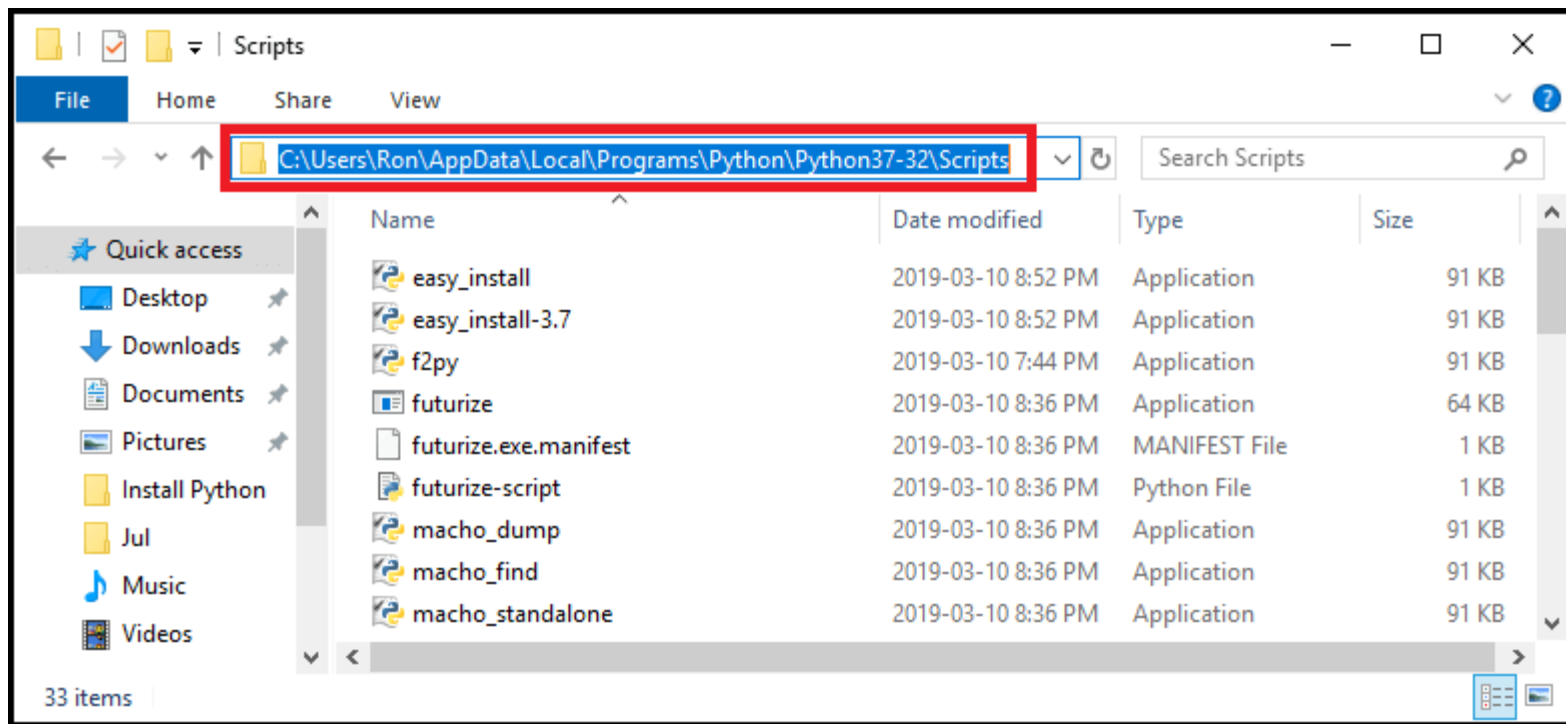 Scripts
File Home Share View
C:\Users\Ron\AppData\Local\Programs\Python\Python37-32\Scripts Search Scripts
Name Date modified Type Size
Quick access
Desktop
Downloads
Documents
Pictures
Install Python
Jul
Music
Videos
easy_install 2019-03-10 8:52 PM Application 91 KB
easy_install-3.7 2019-03-10 8:52 PM Application 91 KB
f2py 2019-03-10 7:44 PM Application 91 KB
futurize 2019-03-10 8:36 PM Application 64 KB
futurize.exe.manifest 2019-03-10 8:36 PM MANIFEST File 1 KB
futurize-script 2019-03-10 8:36 PM Python File 1 KB
macho_dump 2019-03-10 8:36 PM Application 91 KB
macho_find 2019-03-10 8:36 PM Application 91 KB
macho_standalone 2019-03-10 8:36 PM Application 91 KB
33 items